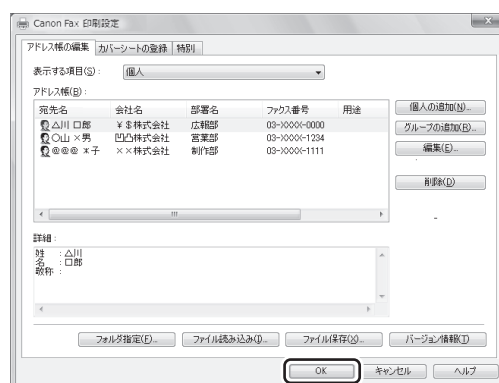 Canon Fax 印刷設定
アドレス帳の編集 カバーシートの登録 特別
表示する項目(S): 個人
アドレス帳(B):
宛先名 会社名 部署名 ファクス番号 用途
△川 口郎 ￥$株式会社 広報部 03-XXXX-0000
〇山 ×男 凹凸株式会社 営業部 03-XXXX-1234
@@@ *子 ××株式会社 制作部 03-XXXX-1111
個人の追加(N)...
グループの追加(R)...
編集(E)...
削除(D)
詳細:
姓 :△川
名 :口郎
敬称 :
フォルダ指定(F)... ファイル読み込み(I)... ファイル保存(X)... バージョン情報(T)
OK キャンセル ヘルプ